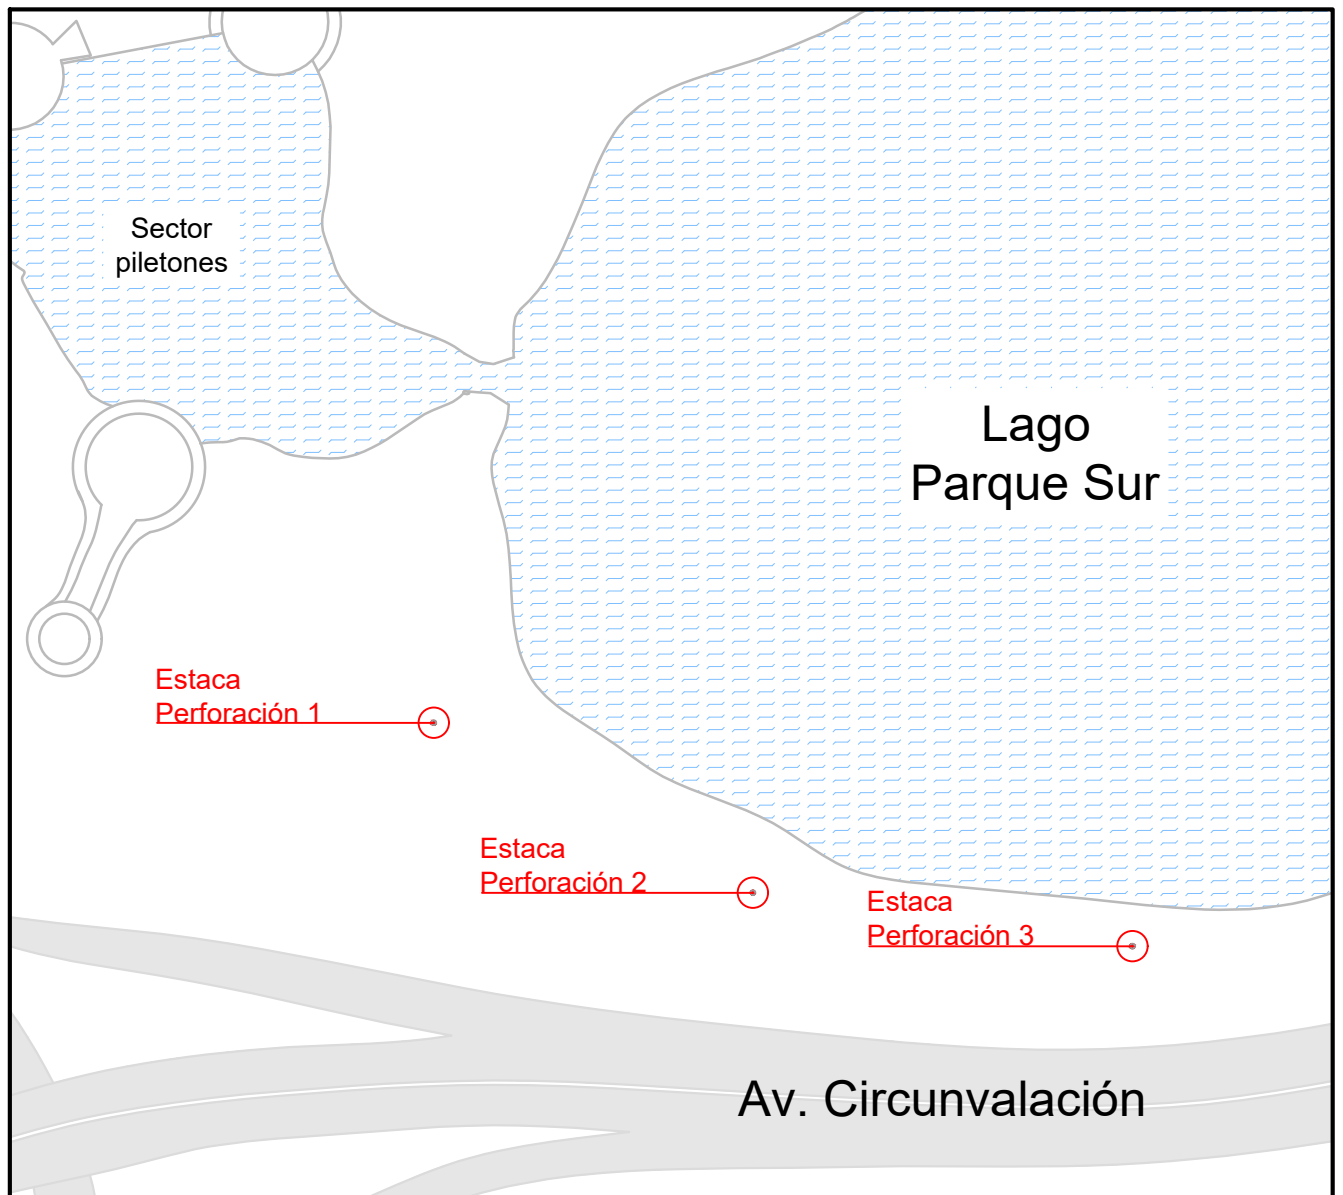 Sector
piletones
Lago
Parque Sur
Estaca
Perforación 1
Estaca
Perforación 2
Estaca
Perforación 3
Av. Circunvalación